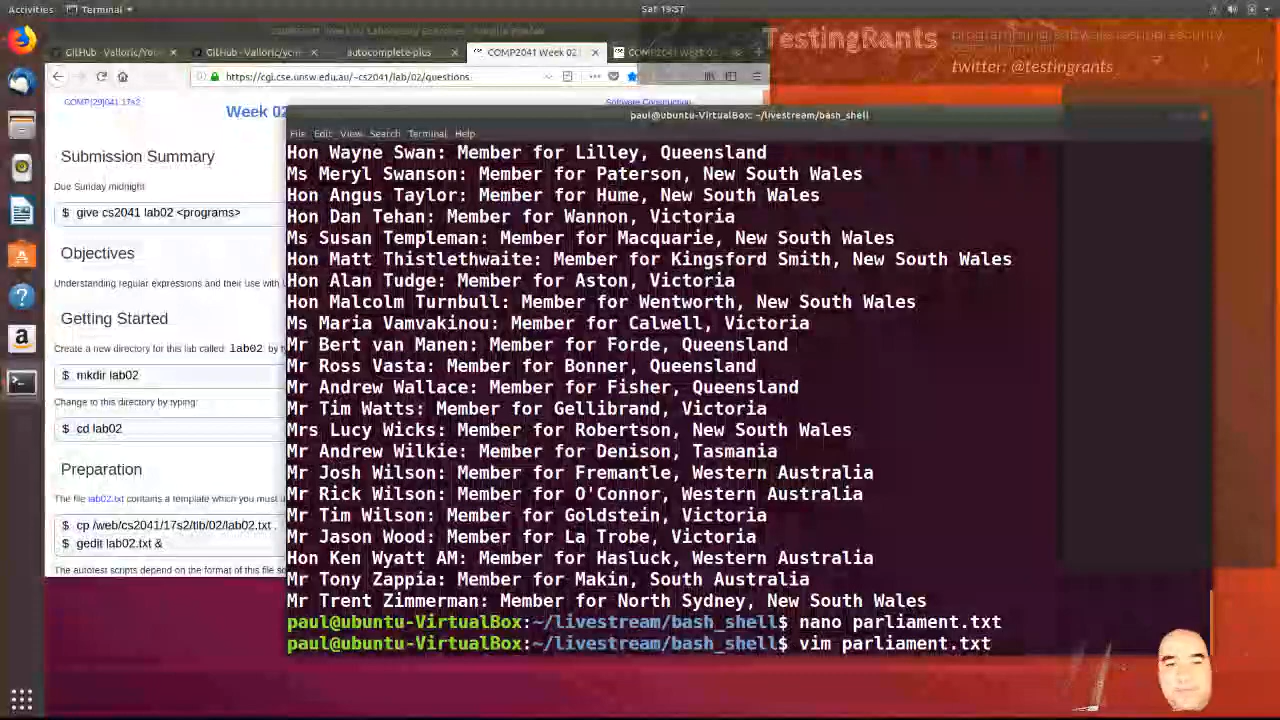 Activities
Terminal
Sat 19:57
TestingRants
twitter: @testingrants
GitHub - Valloric/
GitHub - Valloric/ycm
autocomplete-plus
COMP2041 Week 02
https://cgi.cse.unsw.edu.au/~cs2041/lab/02/questions
COMP[29]041 17s2
Software Construction
Week 02
paul@ubuntu-VirtualBox: ~/livestream/bash_shell
File Edit View Search Terminal Help
Submission Summary
Due Sunday midnight
$ give cs2041 lab02 <programs>
Objectives
Understanding regular expressions and their use with
Getting Started
Create a new directory for this lab called lab02 by
$ mkdir lab02
Change to this directory by typing:
$ cd lab02
Preparation
The file lab02.txt contains a template which you must
$ cp /web/cs2041/17s2/tlb/02/lab02.txt .
$ gedit lab02.txt &
The autotest scripts depend on the format of this file
Hon Wayne Swan: Member for Lilley, Queensland
Ms Meryl Swanson: Member for Paterson, New South Wales
Hon Angus Taylor: Member for Hume, New South Wales
Hon Dan Tehan: Member for Wannon, Victoria
Ms Susan Templeman: Member for Macquarie, New South Wales
Hon Matt Thistlethwaite: Member for Kingsford Smith, New South Wales
Hon Alan Tudge: Member for Aston, Victoria
Hon Malcolm Turnbull: Member for Wentworth, New South Wales
Ms Maria Vamvakinou: Member for Calwell, Victoria
Mr Bert van Manen: Member for Forde, Queensland
Mr Ross Vasta: Member for Bonner, Queensland
Mr Andrew Wallace: Member for Fisher, Queensland
Mr Tim Watts: Member for Gellibrand, Victoria
Mrs Lucy Wicks: Member for Robertson, New South Wales
Mr Andrew Wilkie: Member for Denison, Tasmania
Mr Josh Wilson: Member for Fremantle, Western Australia
Mr Rick Wilson: Member for O'Connor, Western Australia
Mr Tim Wilson: Member for Goldstein, Victoria
Mr Jason Wood: Member for La Trobe, Victoria
Hon Ken Wyatt AM: Member for Hasluck, Western Australia
Mr Tony Zappia: Member for Makin, South Australia
Mr Trent Zimmerman: Member for North Sydney, New South Wales
paul@ubuntu-VirtualBox:~/livestream/bash_shell$ nano parliament.txt
paul@ubuntu-VirtualBox:~/livestream/bash_shell$ vim parliament.txt